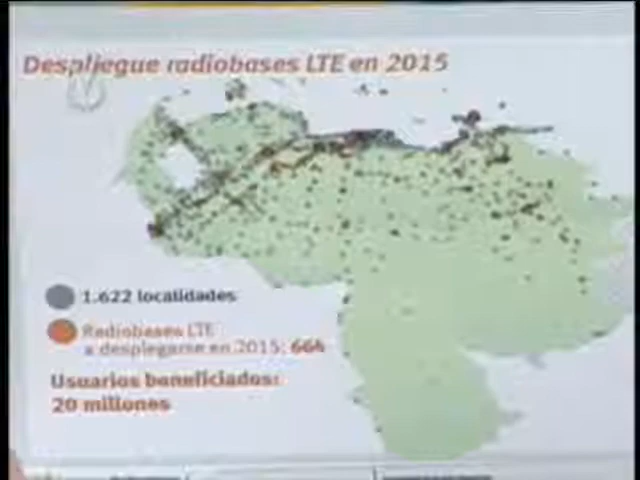 Despliegue radiobases LTE en 2015
1.622 localidades
Radiobases LTE
a desplegarse en 2015: 664
Usuarios beneficiados:
20 millones